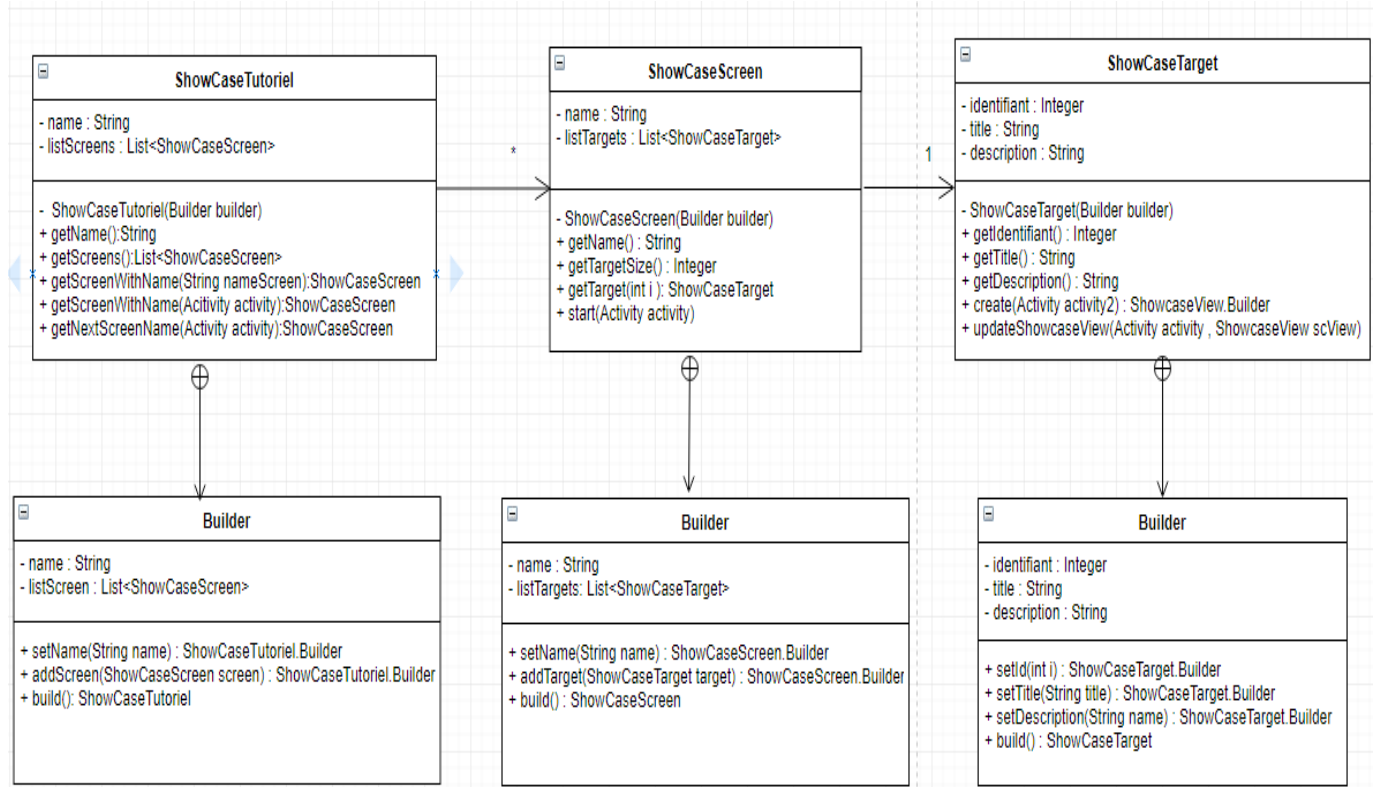 ShowCaseTutoriel
- name : String
- listScreens : List<ShowCaseScreen>
- ShowCaseTutoriel(Builder builder)
+ getName():String
+ getScreens():List<ShowCaseScreen>
+ getScreenWithName(String nameScreen):ShowCaseScreen
+ getScreenWithName(Acitivity activity):ShowCaseScreen
+ getNextScreenName(Activity activity):ShowCaseScreen
*
ShowCaseScreen
- name : String
- listTargets : List<ShowCaseTarget>
- ShowCaseScreen(Builder builder)
+ getName() : String
+ getTargetSize() : Integer
+ getTarget(int i ): ShowCaseTarget
+ start(Activity activity)
1
ShowCaseTarget
- identifiant : Integer
- title : String
- description : String
- ShowCaseTarget(Builder builder)
+ getIdentifiant() : Integer
+ getTitle() : String
+ getDescription() : String
+ create(Activity activity2) : ShowcaseView.Builder
+ updateShowcaseView(Activity activity , ShowcaseView scView)
Builder
- name : String
- listScreen : List<ShowCaseScreen>
+ setName(String name) : ShowCaseTutoriel.Builder
+ addScreen(ShowCaseScreen screen) : ShowCaseTutoriel.Builder
+ build(): ShowCaseTutoriel
Builder
- name : String
- listTargets: List<ShowCaseTarget>
+ setName(String name) : ShowCaseScreen.Builder
+ addTarget(ShowCaseTarget target) : ShowCaseScreen.Builder
+ build() : ShowCaseScreen
Builder
- identifiant : Integer
- title : String
- description : String
+ setId(int i) : ShowCaseTarget.Builder
+ setTitle(String title) : ShowCaseTarget.Builder
+ setDescription(String name) : ShowCaseTarget.Builder
+ build() : ShowCaseTarget